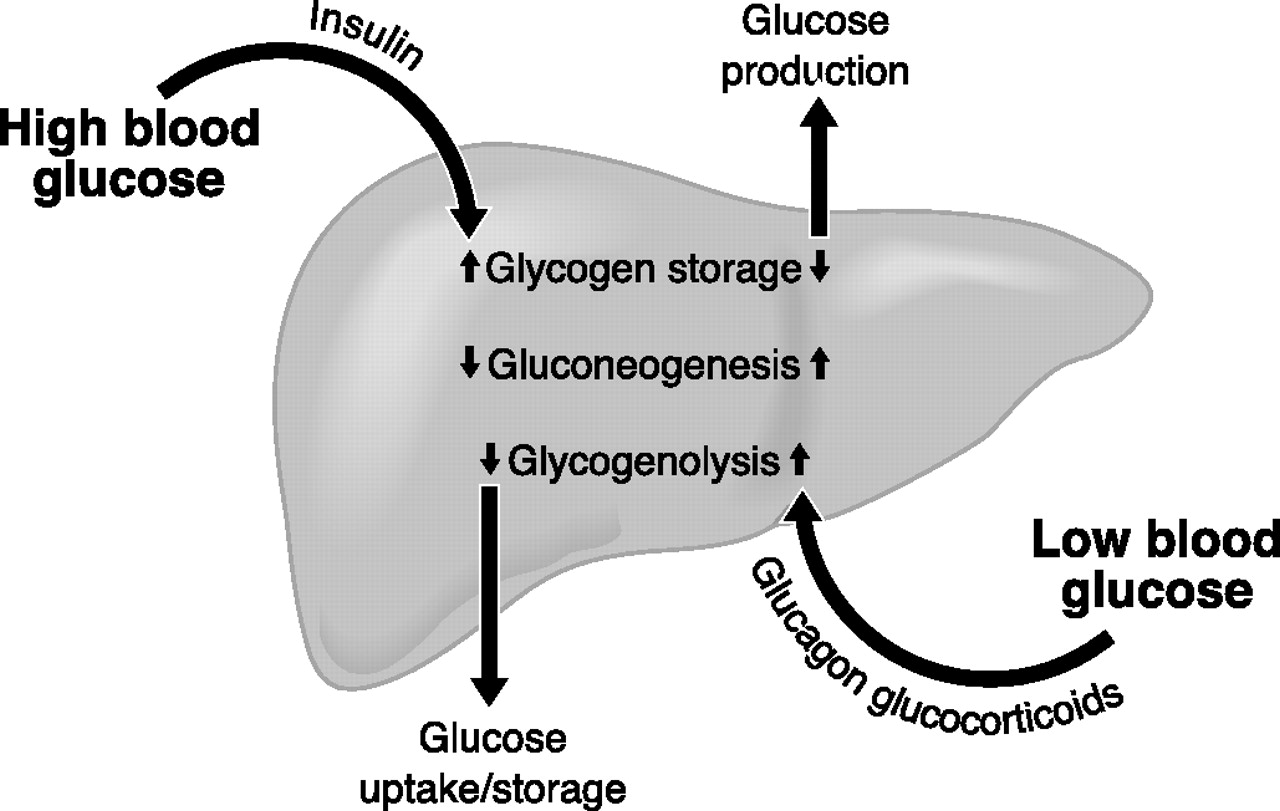 Insulin
High blood
glucose
Glucose
production
Glycogen storage
Gluconeogenesis
Glycogenolysis
Low blood
glucose
Glucagon glucocorticoids
Glucose
uptake/storage